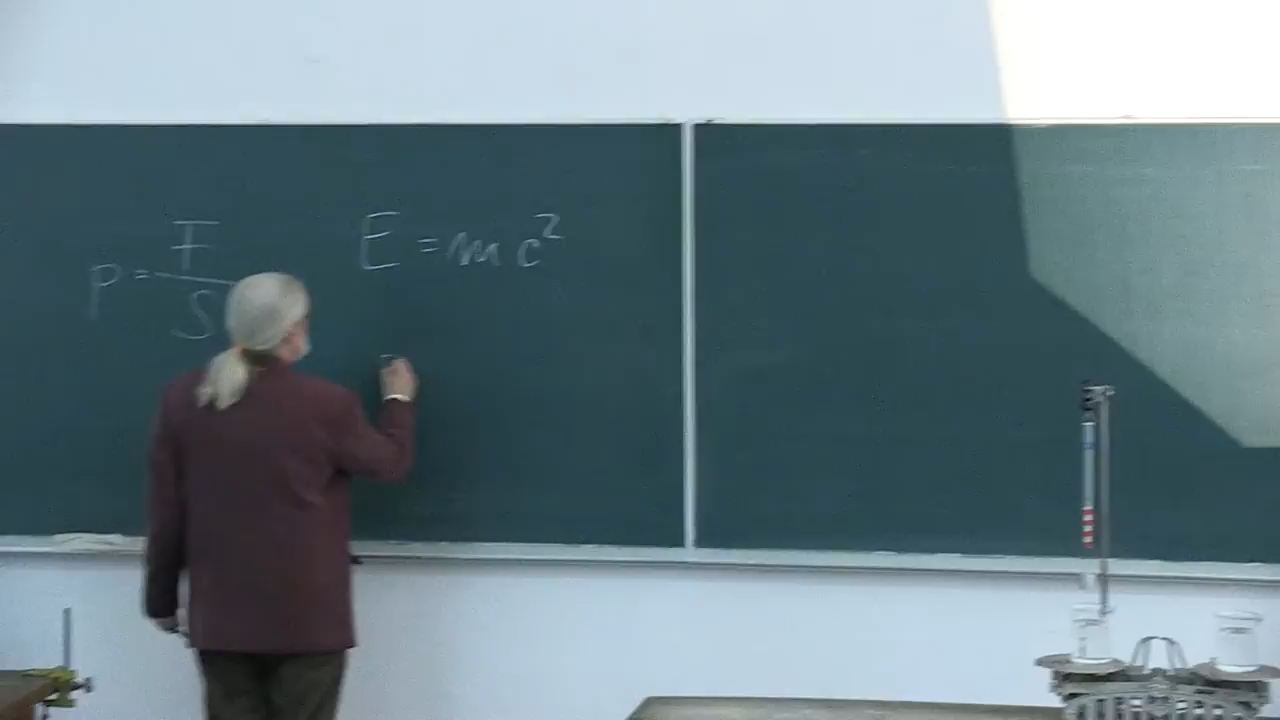 p = F/S
E = mc²